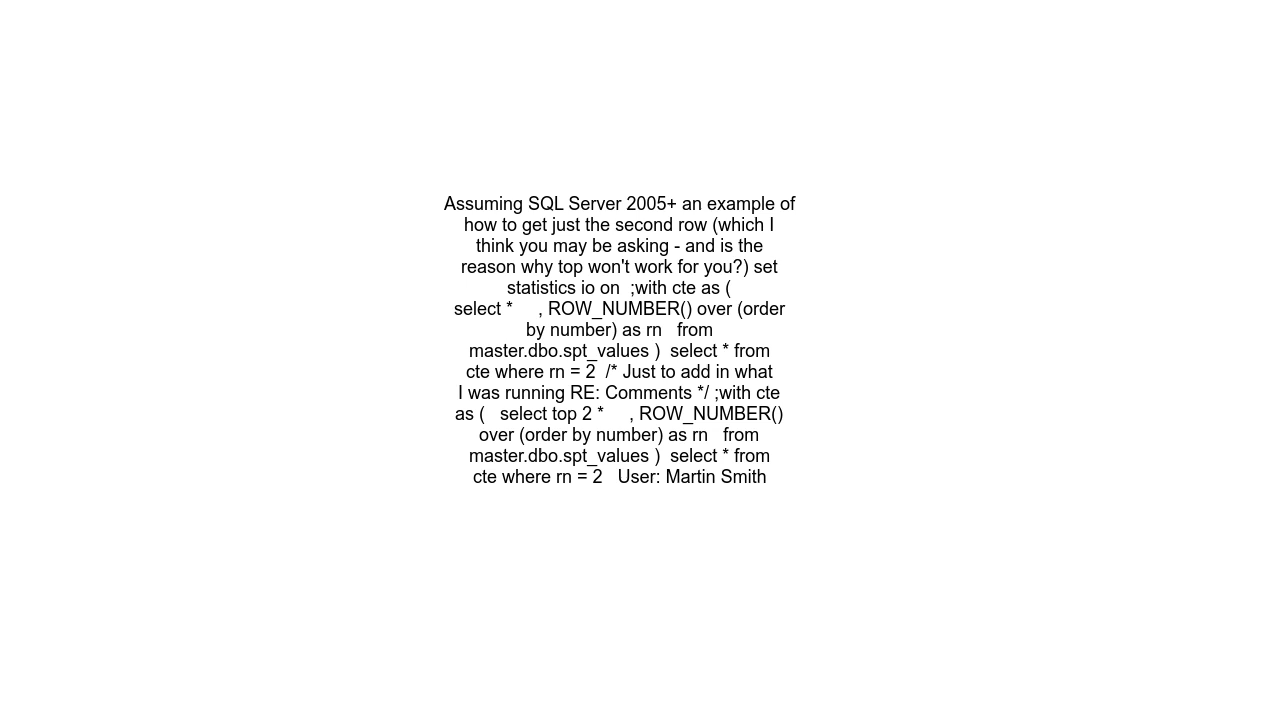 Assuming SQL Server 2005+ an example of
how to get just the second row (which I
think you may be asking - and is the
reason why top won't work for you?) set
statistics io on  ;with cte as (
select *     , ROW_NUMBER() over (order
by number) as rn   from
master.dbo.spt_values )  select * from
cte where rn = 2  /* Just to add in what
I was running RE: Comments */ ;with cte
as (   select top 2 *     , ROW_NUMBER()
over (order by number) as rn   from
master.dbo.spt_values )  select * from
cte where rn = 2   User: Martin Smith